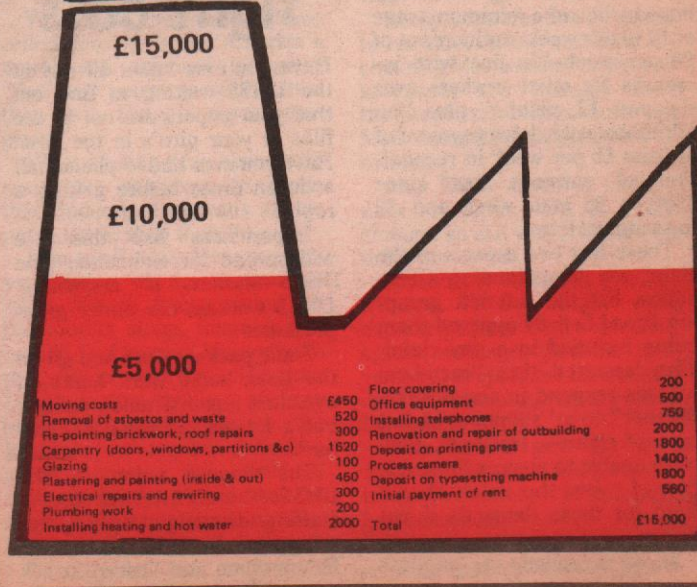 £15,000
£10,000
£5,000
Moving costs £450
Removal of asbestos and waste 520
Re-pointing brickwork, roof repairs 300
Carpentry (doors, windows, partitions &c) 1620
Glazing 100
Plastering and painting (inside & out) 450
Electrical repairs and rewiring 300
Plumbing work 200
Installing heating and hot water 2000
Floor covering 200
Office equipment 500
Installing telephones 750
Renovation and repair of outbuilding 2000
Deposit on printing press 1800
Process camera 1400
Deposit on typesetting machine 1800
Initial payment of rent 560
Total £15,000